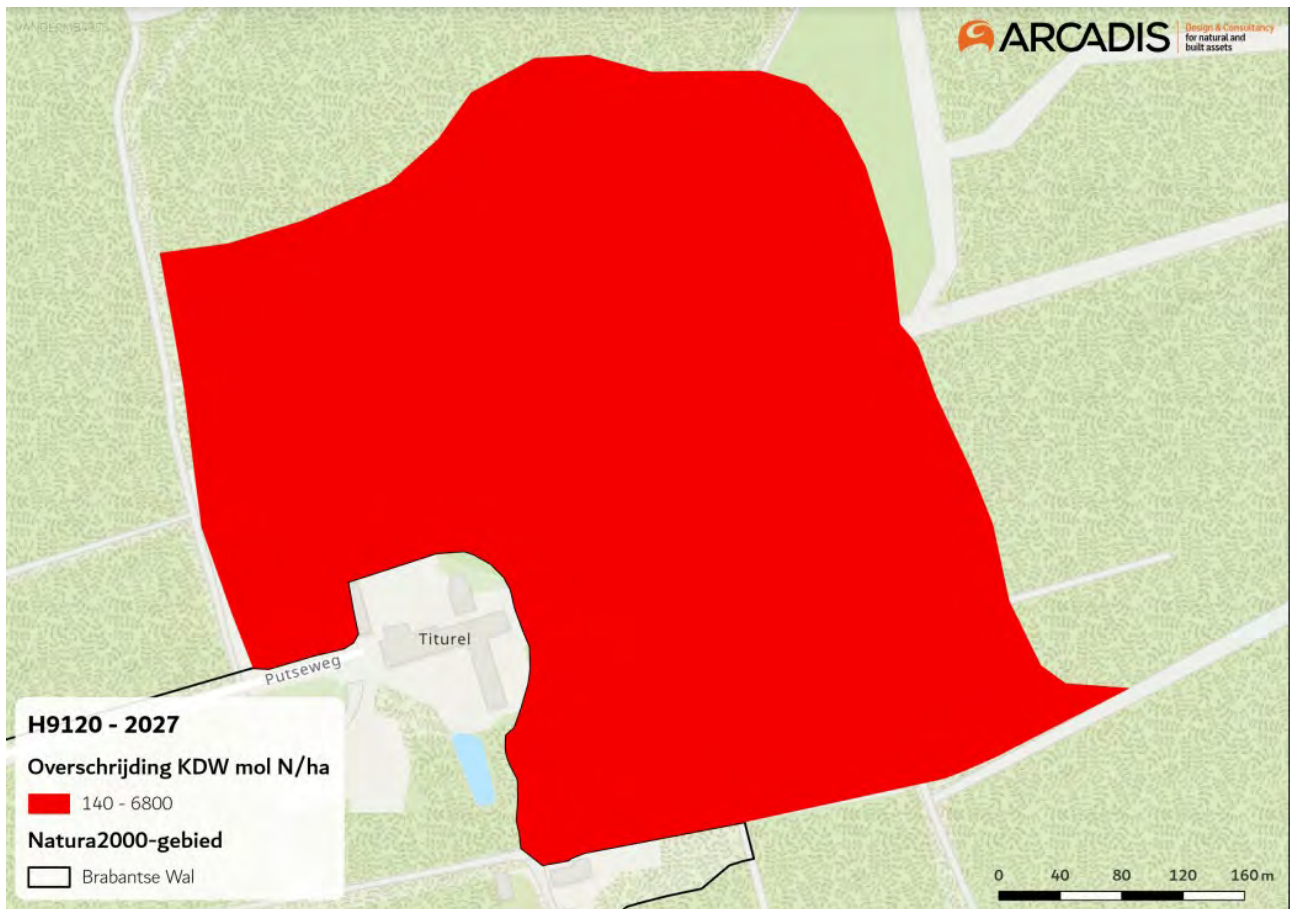 VANDERMEERES
ARCADIS
Design & Consultancy
for natural and
built assets
Titurel
Putseweg
H9120 - 2027
Overschrijding KDW mol N/ha
140 - 6800
Natura2000-gebied
Brabantse Wal
0 40 80 120 160 m